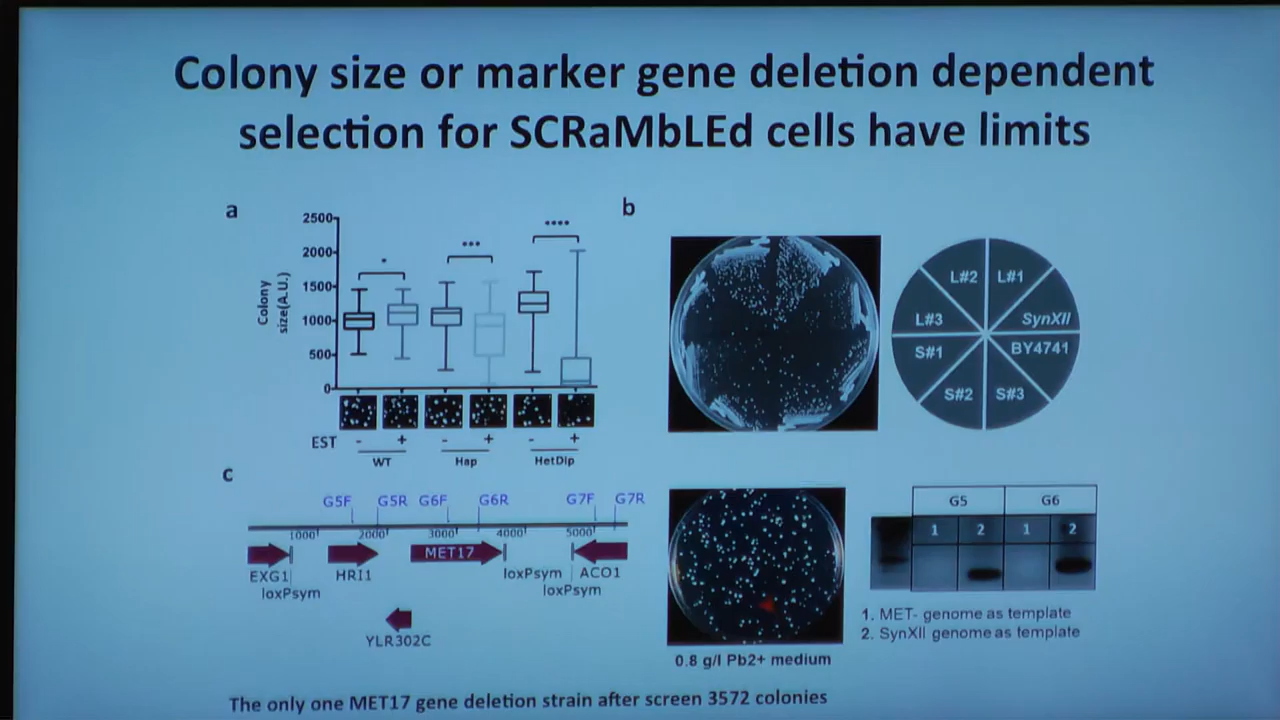 Colony size or marker gene deletion dependent
selection for SCRaMbLEd cells have limits
a
2500
2000
1500
1000
500
0
Colony
size(A.U.)
*
***
****
EST - + - + - +
WT Hap HetDip
b
L#2 L#1
L#3 SynXII
S#1 BY4741
S#2 S#3
c
G5F G5R G6F G6R G7F G7R
1000 2000 3000 4000 5000
MET17
EXG1 HRI1 loxPsym ACO1
loxPsym loxPsym
YLR302C
0.8 g/l Pb2+ medium
G5 G6
1 2 1 2
1. MET- genome as template
2. SynXII genome as template
The only one MET17 gene deletion strain after screen 3572 colonies